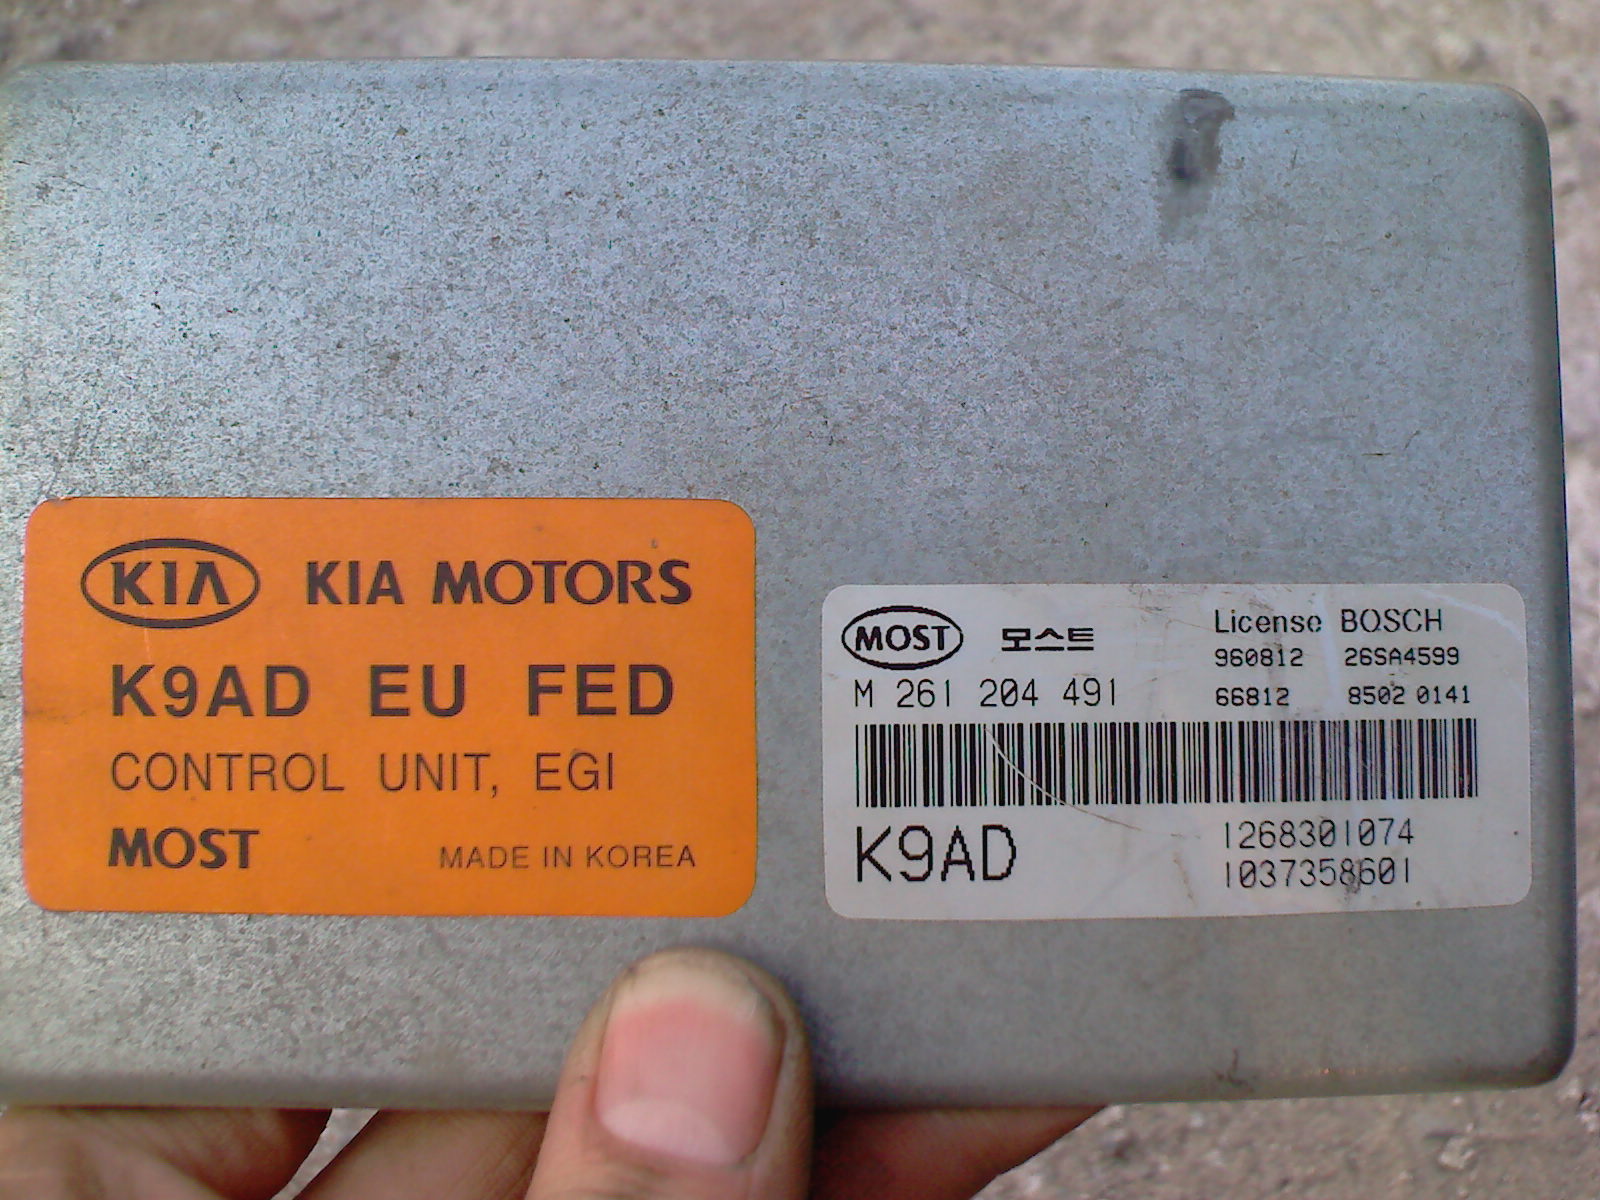 KIA KIA MOTORS
K9AD EU FED
CONTROL UNIT, EGI
MOST MADE IN KOREA
MOST 모스트 License BOSCH
960812 26SA4599
M 261 204 491 66812 8502 0141
K9AD 1268301074
1037358601